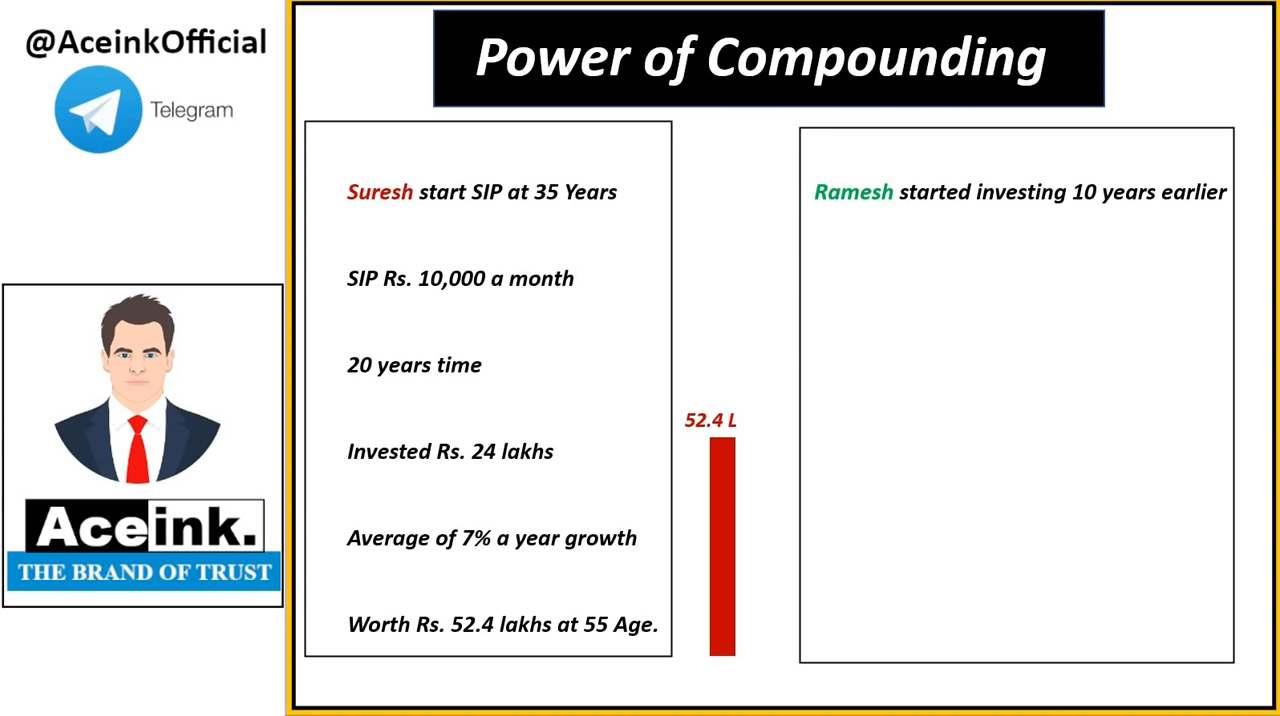 @AceinkOfficial
Telegram
Aceink.
THE BRAND OF TRUST
Power of Compounding
Suresh start SIP at 35 Years
SIP Rs. 10,000 a month
20 years time
Invested Rs. 24 lakhs
Average of 7% a year growth
Worth Rs. 52.4 lakhs at 55 Age.
52.4 L
Ramesh started investing 10 years earlier